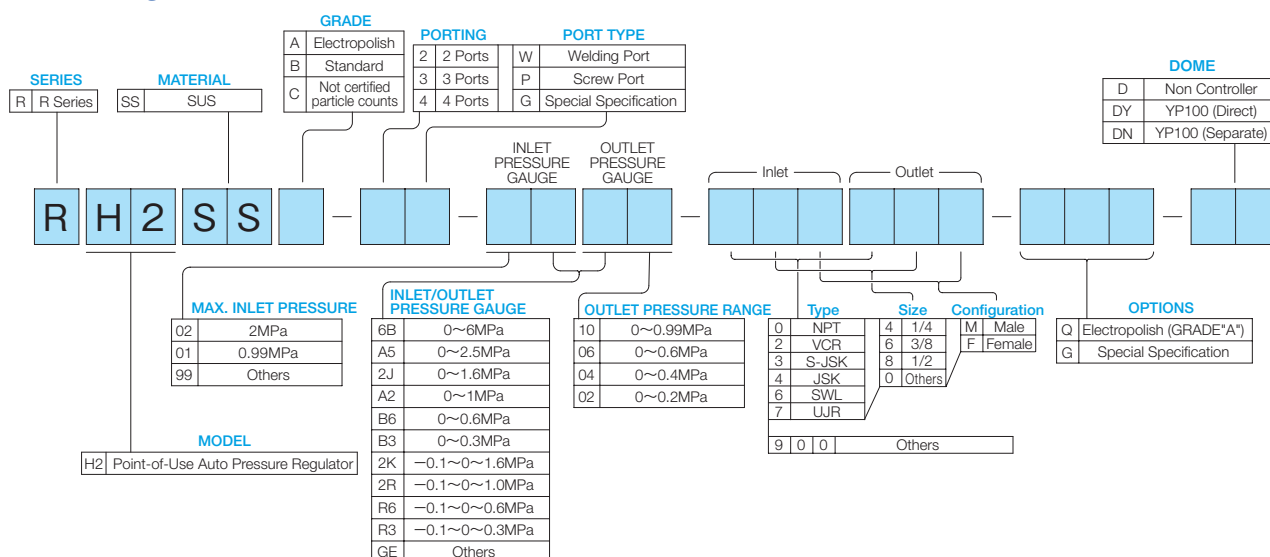 GRADE
A Electropolish
B Standard
C Not certified particle counts
PORTING
2 2 Ports
3 3 Ports
4 4 Ports
PORT TYPE
W Welding Port
P Screw Port
G Special Specification
SERIES
R R Series
MATERIAL
SS SUS
DOME
D Non Controller
DY YP100 (Direct)
DN YP100 (Separate)
INLET
PRESSURE
GAUGE
OUTLET
PRESSURE
GAUGE
Inlet
Outlet
R H 2 S S — — — — —
MAX. INLET PRESSURE
02 2MPa
01 0.99MPa
99 Others
INLET/OUTLET
PRESSURE GAUGE
6B 0～6MPa
A5 0～2.5MPa
2J 0～1.6MPa
A2 0～1MPa
B6 0～0.6MPa
B3 0～0.3MPa
2K −0.1～0～1.6MPa
2R −0.1～0～1.0MPa
R6 −0.1～0～0.6MPa
R3 −0.1～0～0.3MPa
GE Others
OUTLET PRESSURE RANGE
10 0～0.99MPa
06 0～0.6MPa
04 0～0.4MPa
02 0～0.2MPa
Type
0 NPT
2 VCR
3 S-JSK
4 JSK
6 SWL
7 UJR
9 0 0 Others
Size
4 1/4
6 3/8
8 1/2
0 Others
Configuration
M Male
F Female
OPTIONS
Q Electropolish (GRADE"A")
G Special Specification
MODEL
H2 Point-of-Use Auto Pressure Regulator